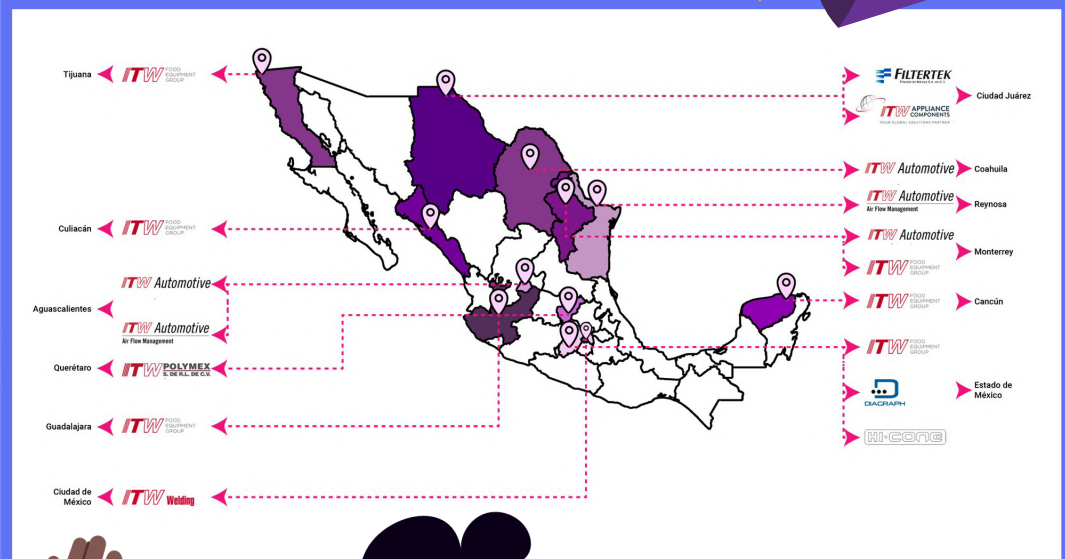 Tijuana
ITW FOOD EQUIPMENT GROUP
Culiacán
ITW FOOD EQUIPMENT GROUP
ITW Automotive
Aguascalientes
ITW Automotive
Air Flow Management
Querétaro
ITW POLYMEX
S. DE R.L. DE C.V.
Guadalajara
ITW FOOD EQUIPMENT GROUP
Ciudad de
México
ITW Welding
FILTERTEK
ITW APPLIANCE
COMPONENTS
YOUR GLOBAL SOLUTIONS PARTNER
Ciudad Juárez
ITW Automotive
Coahuila
ITW Automotive
Air Flow Management
Reynosa
ITW Automotive
Monterrey
ITW FOOD EQUIPMENT GROUP
ITW FOOD EQUIPMENT GROUP
Cancún
ITW FOOD EQUIPMENT GROUP
DIAGRAPH
Estado de
México
HI-CONE